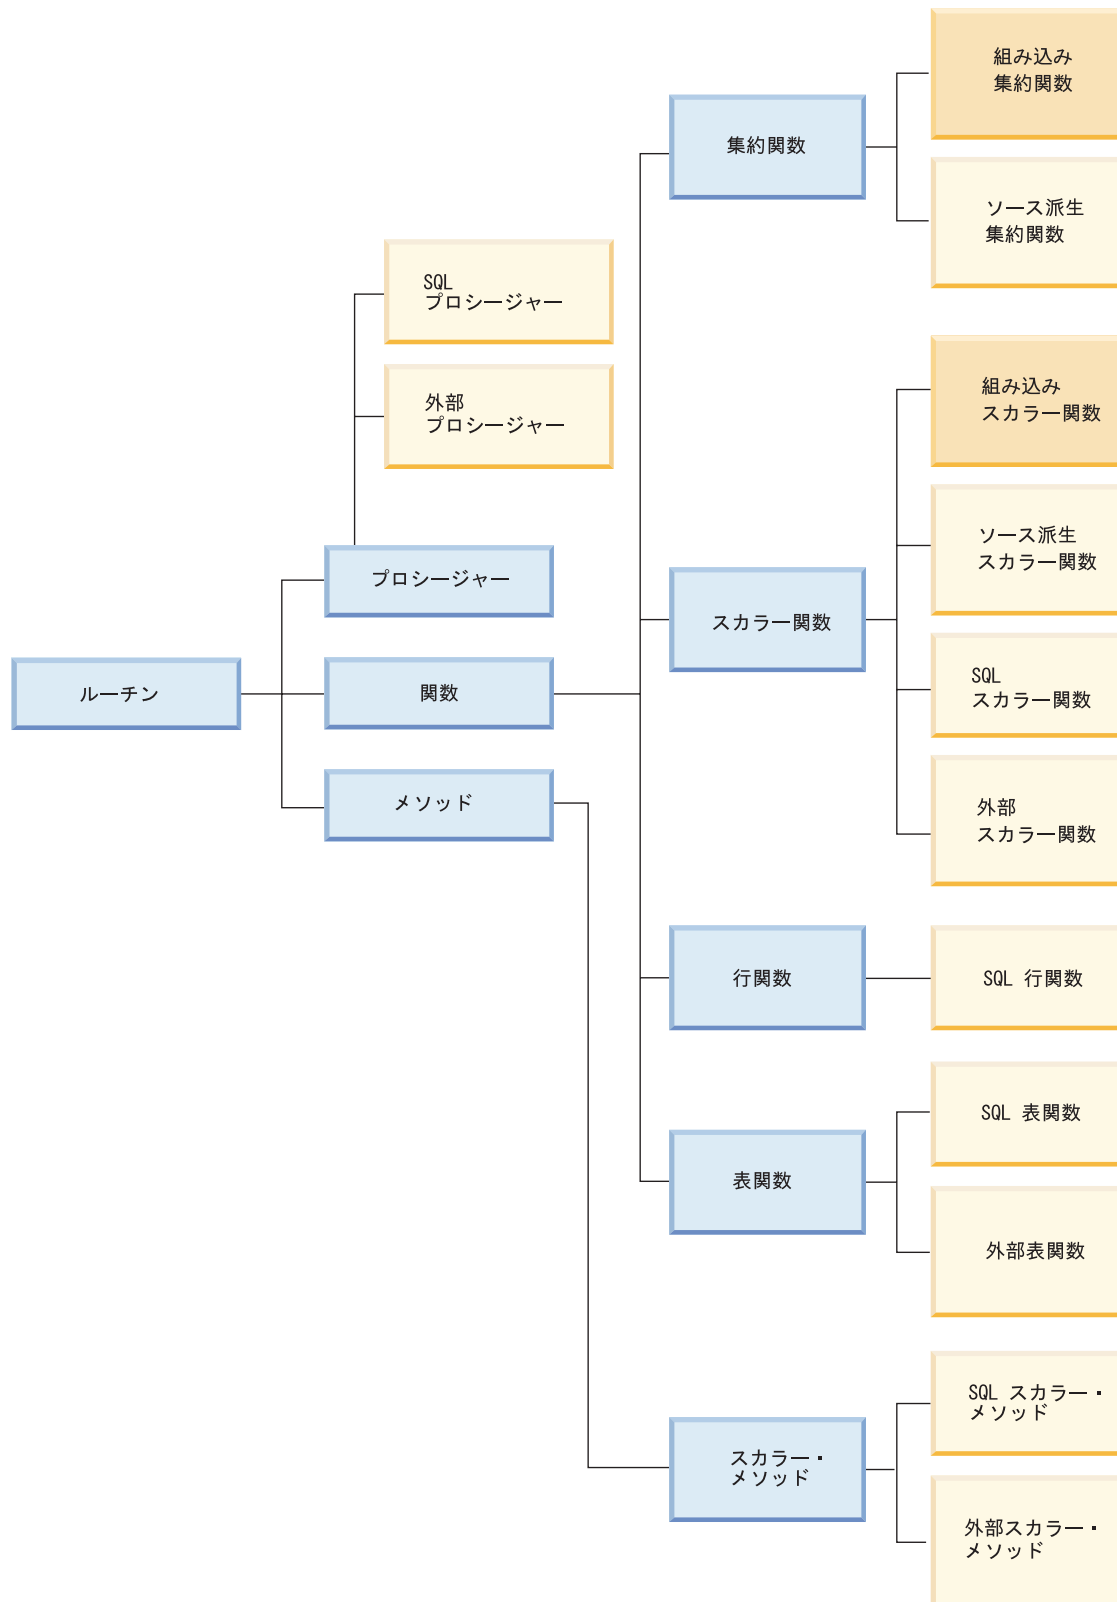 組み込み
集約関数
集約関数
ソース派生
集約関数
SQL
プロシージャー
外部
プロシージャー
組み込み
スカラー関数
ソース派生
スカラー関数
プロシージャー
スカラー関数
SQL
スカラー関数
ルーチン
関数
メソッド
外部
スカラー関数
行関数
SQL 行関数
SQL 表関数
表関数
外部表関数
SQL スカラー・
メソッド
スカラー・
メソッド
外部スカラー・
メソッド